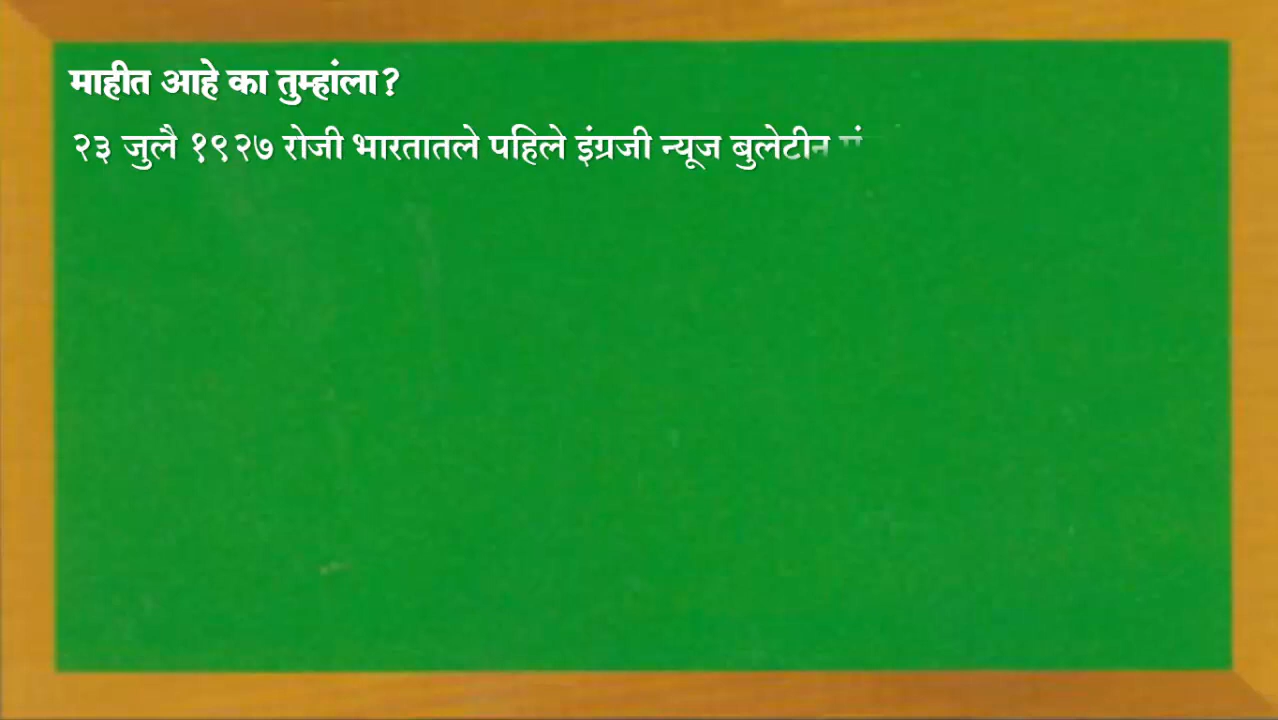 माहीत आहे का तुम्हांला?
२३ जुलै १९२७ रोजी भारतातले पहिले इंग्रजी न्यूज बुलेटीन